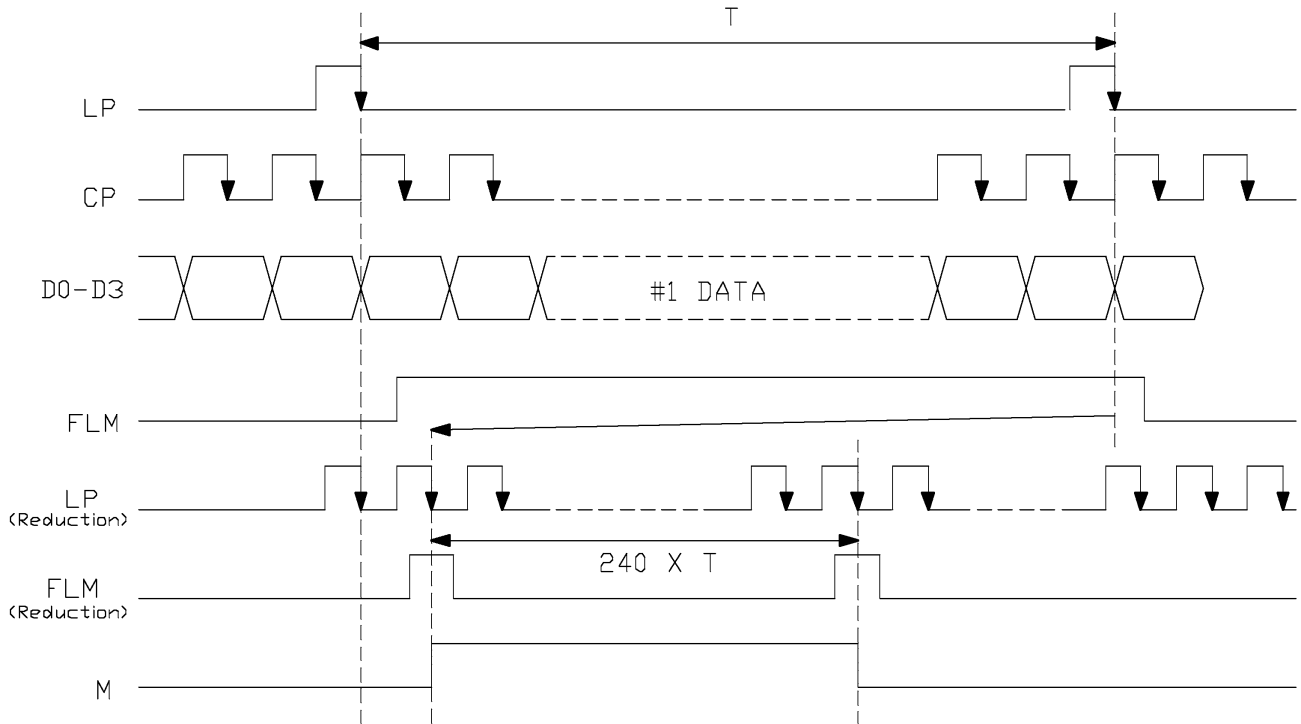 T
LP
CP
D0-D3
#1 DATA
FLM
LP
(Reduction)
240 X T
FLM
(Reduction)
M